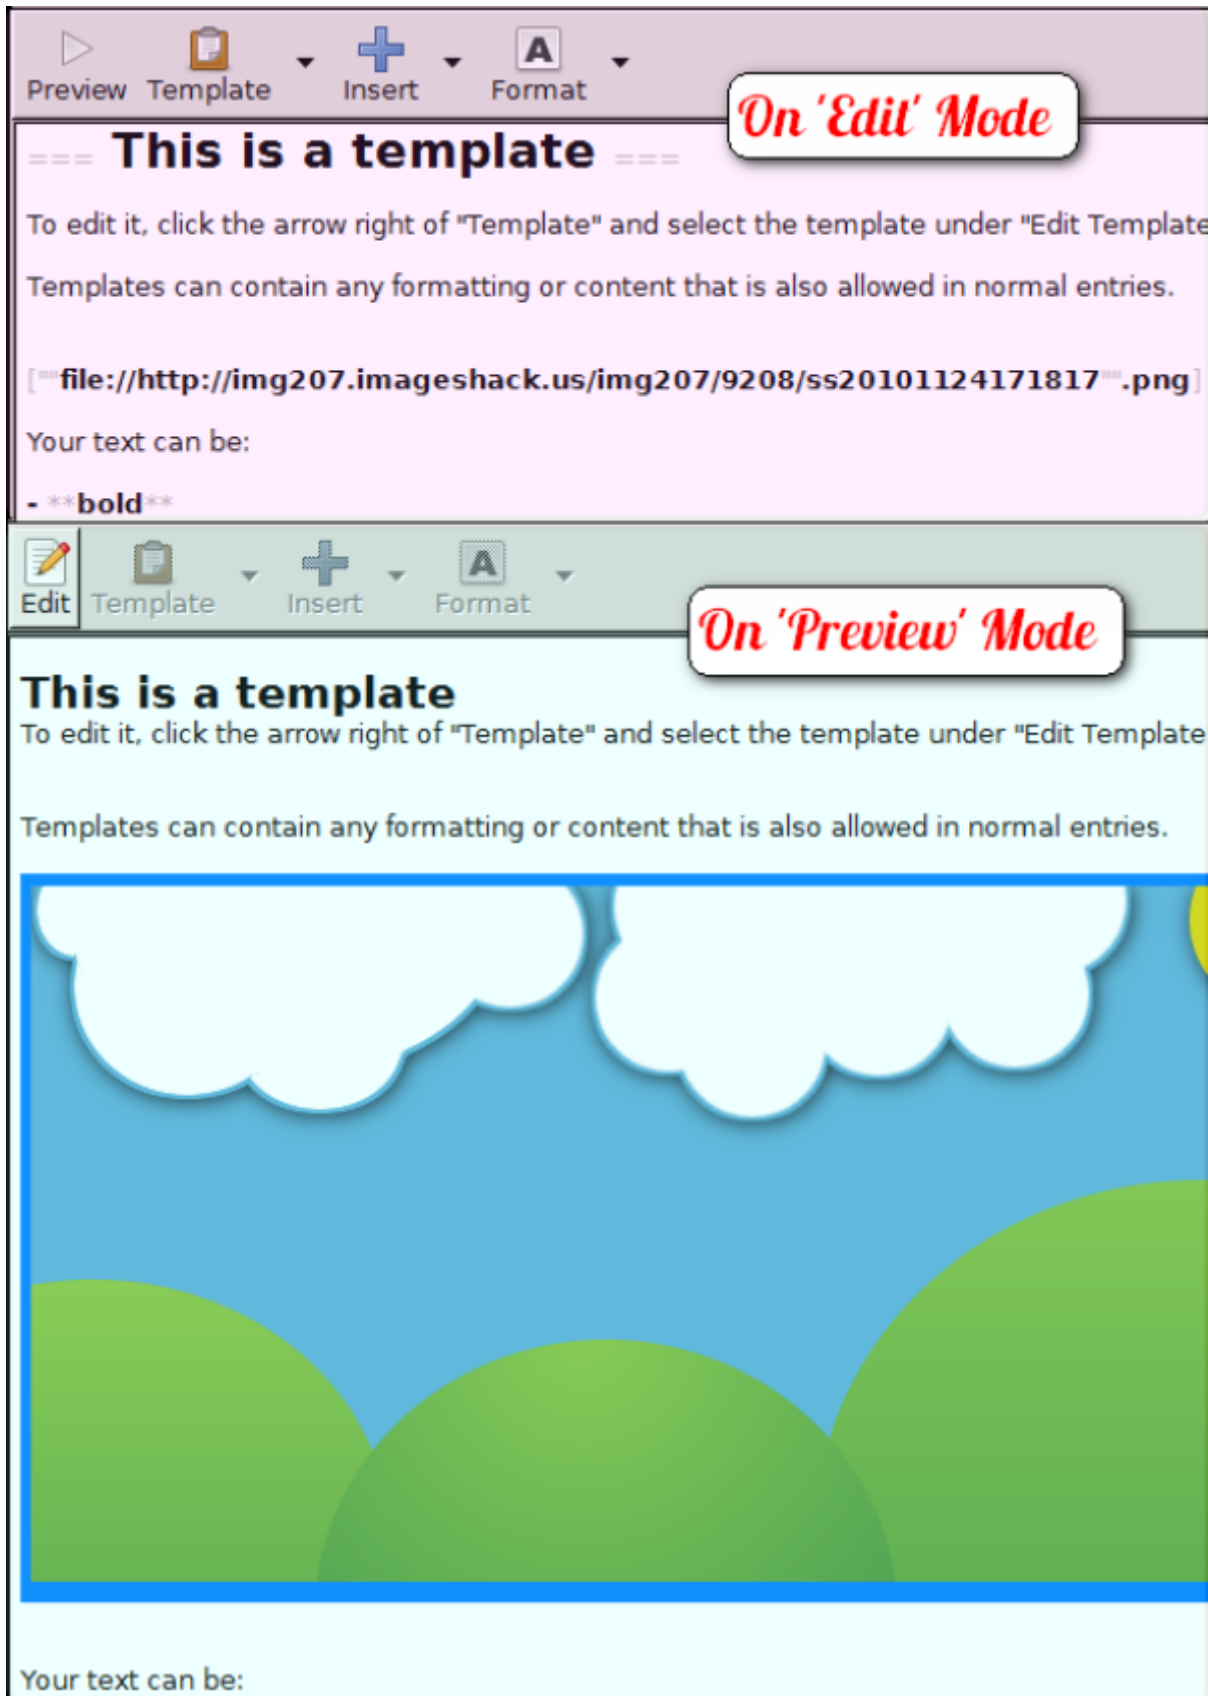 Preview Template Insert Format
On 'Edit' Mode
=== This is a template ===
To edit it, click the arrow right of "Template" and select the template under "Edit Template
Templates can contain any formatting or content that is also allowed in normal entries.
[""file://http://img207.imageshack.us/img207/9208/ss20101124171817"".png]
Your text can be:
- **bold**
Edit Template Insert Format
On 'Preview' Mode
This is a template
To edit it, click the arrow right of "Template" and select the template under "Edit Template
Templates can contain any formatting or content that is also allowed in normal entries.
Your text can be: